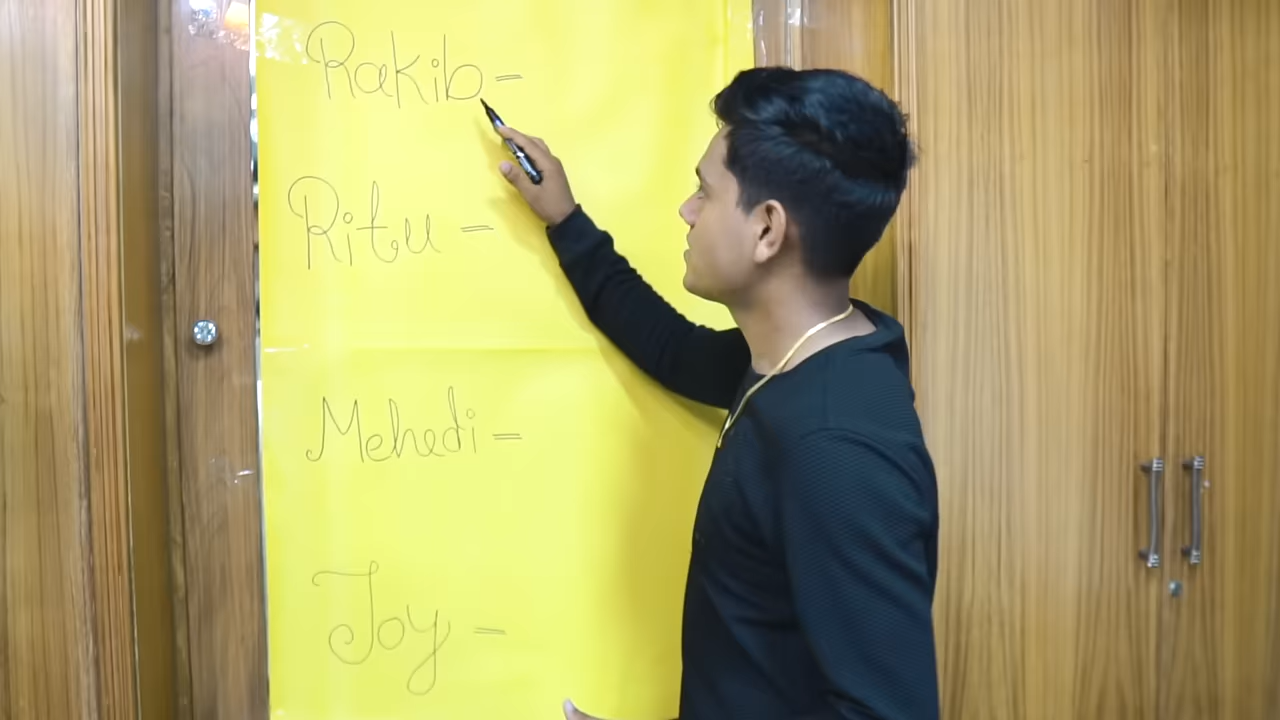 Rakib =
Ritu =
Mehedi =
Joy =